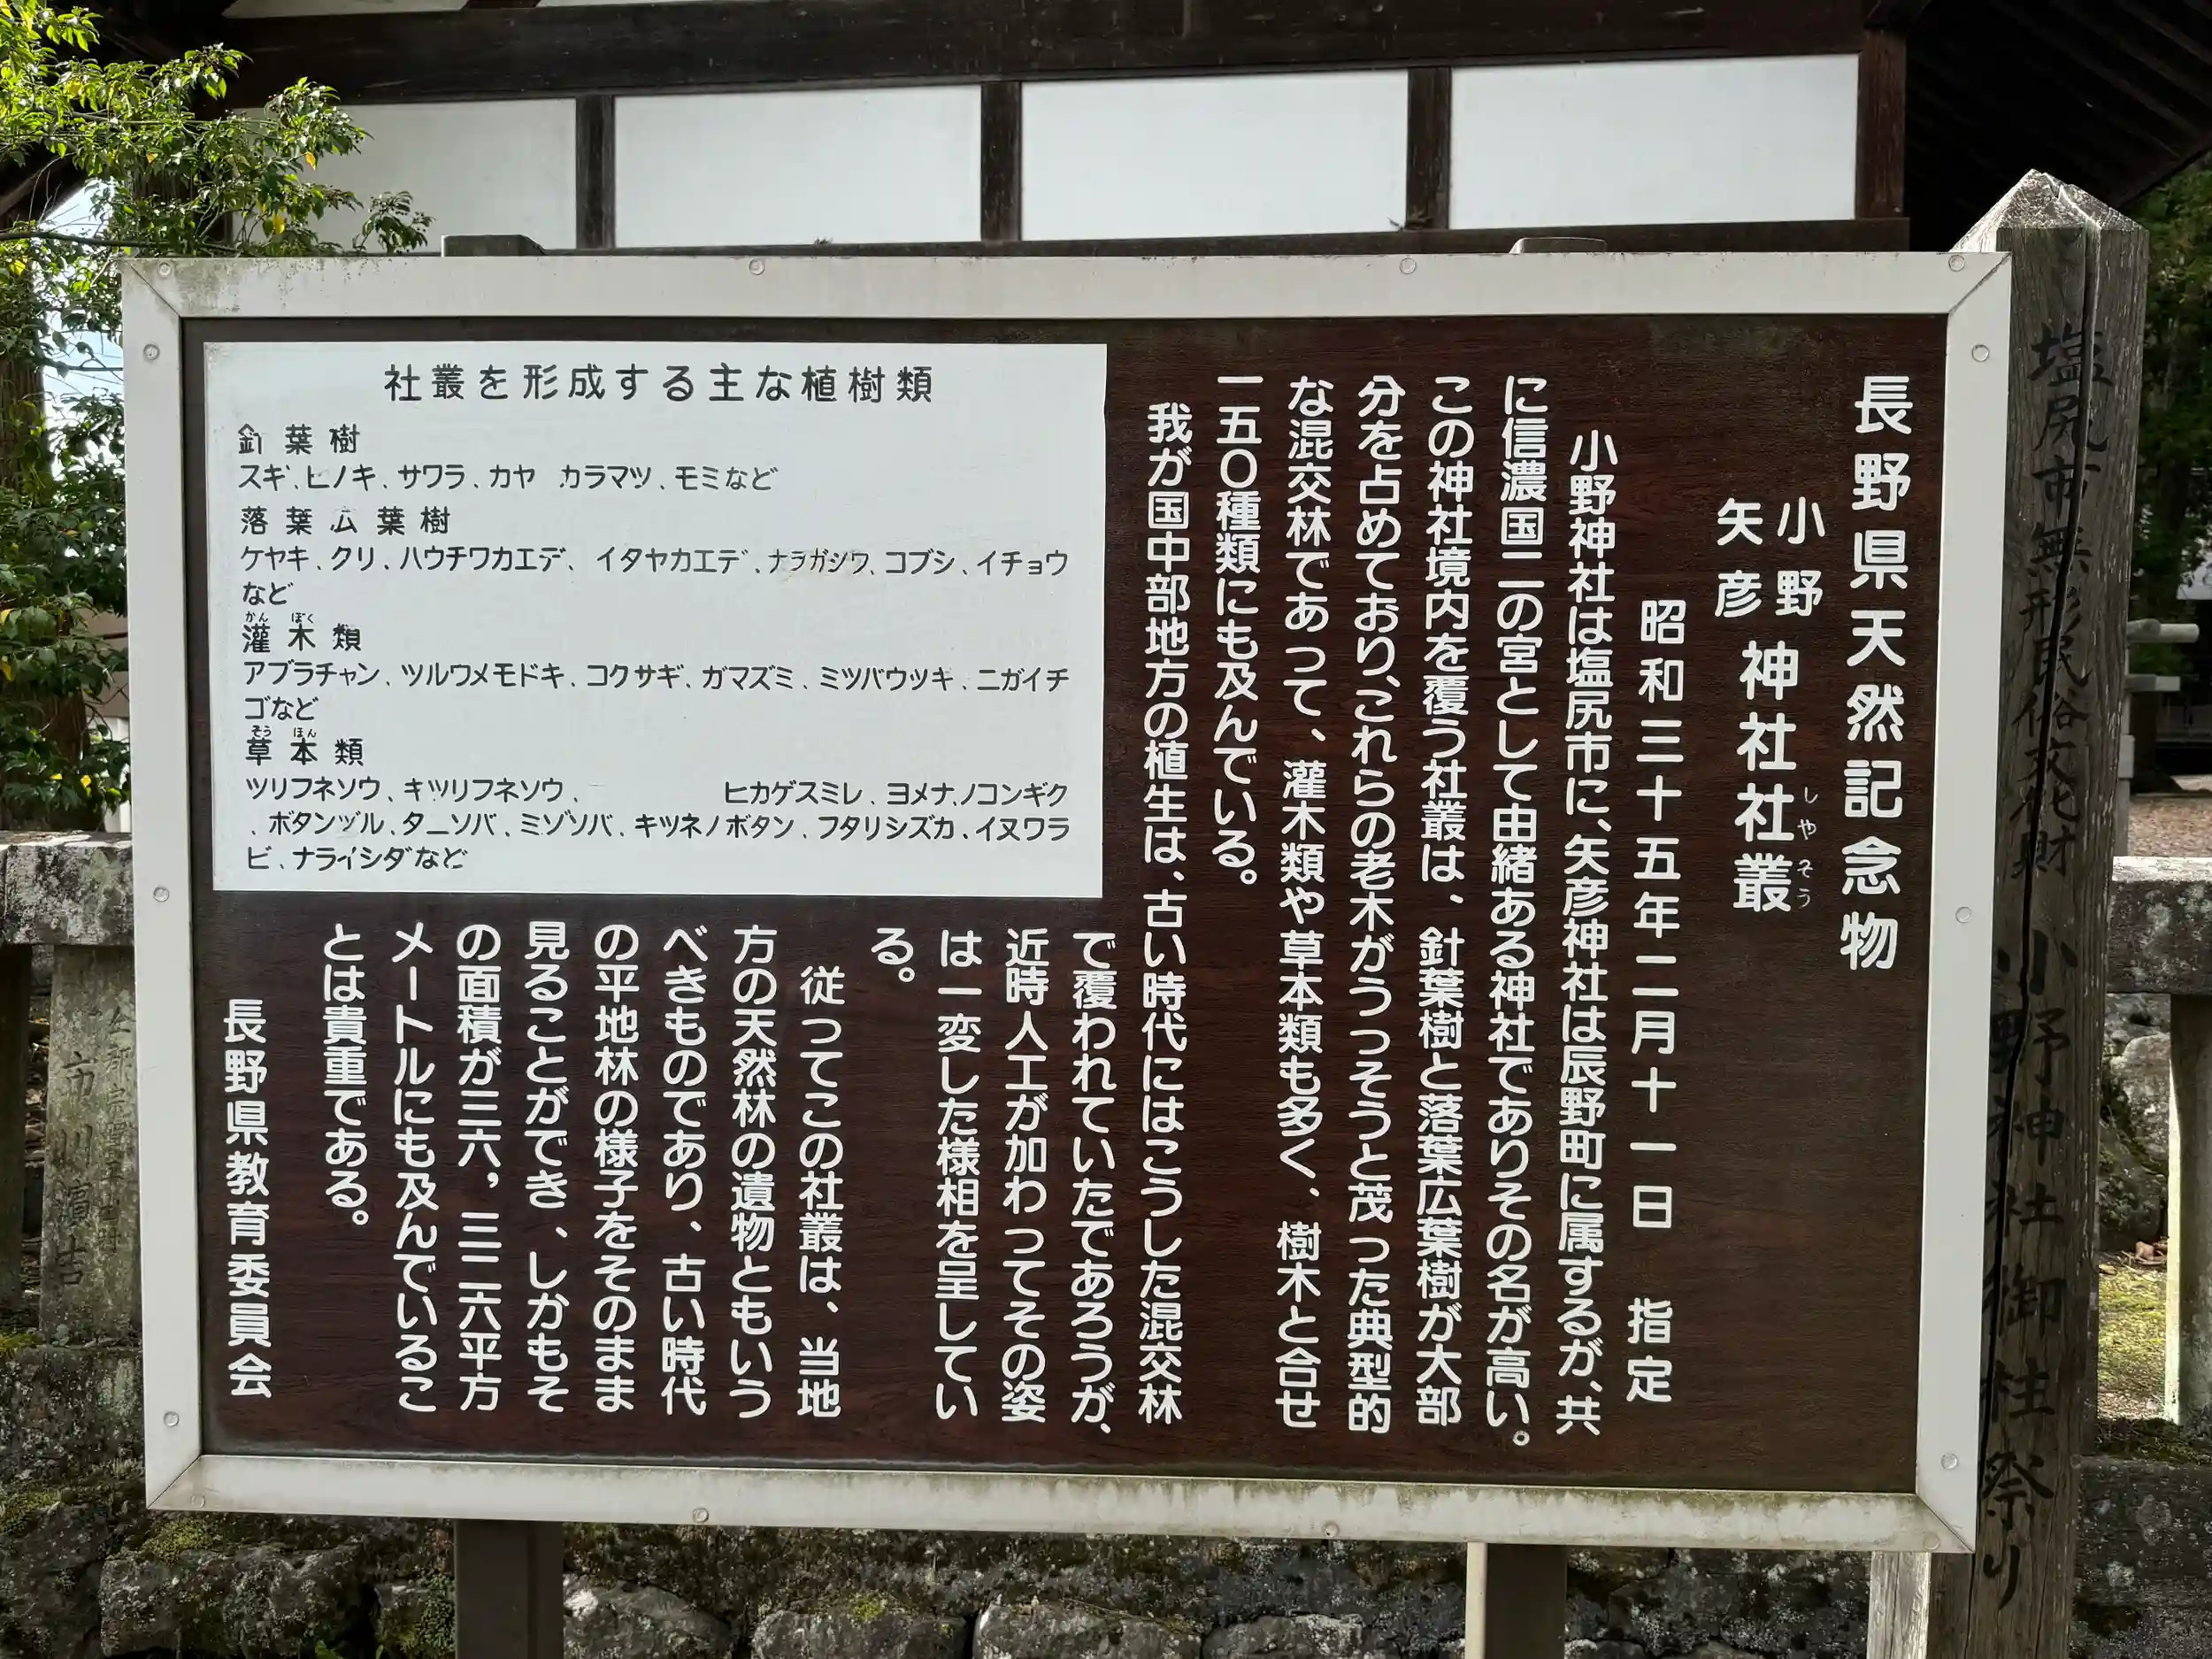 長野県天然記念物
小野
矢彦
神社社叢
しやそう
昭和三十五年二月十一日 指定
小野神社は塩尻市に、矢彦神社は辰野町に属するが、共
に信濃国二の宮として由緒ある神社でありその名が高い。
この神社境内を覆う社叢は、針葉樹と落葉広葉樹が大部
分を占めており、これらの老木がうっそうと茂った典型的
な混交林であって、灌木類や草本類も多く、樹木と合せ
一五〇種類にも及んでいる。
我が国中部地方の植生は、古い時代にはこうした混交林
で覆われていたであろうが、
近時人工が加わってその姿
は一変した様相を呈してい
る。
従ってこの社叢は、当地
方の天然林の遺物ともいう
べきものであり、古い時代
の平地林の様子をそのまま
見ることができ、しかもそ
の面積が三六，三二六平方
メートルにも及んでいるこ
とは貴重である。
長野県教育委員会
社叢を形成する主な植樹類
針葉樹
スギ、ヒノキ、サワラ、カヤ カラマツ、モミなど
落葉広葉樹
ケヤキ、クリ、ハウチワカエデ、イタヤカエデ、ナラガシワ、コブシ、イチョウ
など
かん ぼく
灌木類
アブラチャン、ツルウメモドキ、コクサギ、ガマズミ、ミツバウツギ、ニガイチ
ゴなど
そう ほん
草本類
ツリフネソウ、キツリフネソウ、 ヒカゲスミレ、ヨメナ、ノコンギク
、ボタンヅル、タニソバ、ミゾソバ、キツネノボタン、フタリシズカ、イヌワラ
ビ、ナライシダなど
塩尻市無形民俗文化財 小野神社御柱祭り
市川